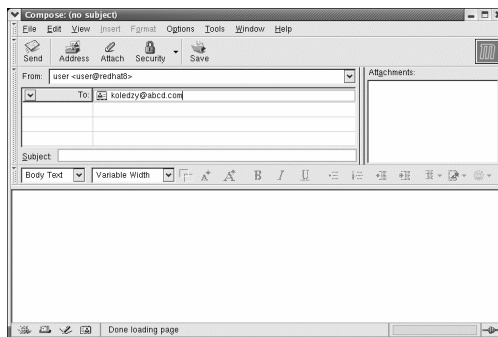 Compose: (no subject)
File Edit View Insert Format Options Tools Window Help
Send Address Attach Security Save
From: user <user@redhat8> Attachments:
To: koledzy@abcd.com
Subject:
Body Text Variable Width
Done loading page